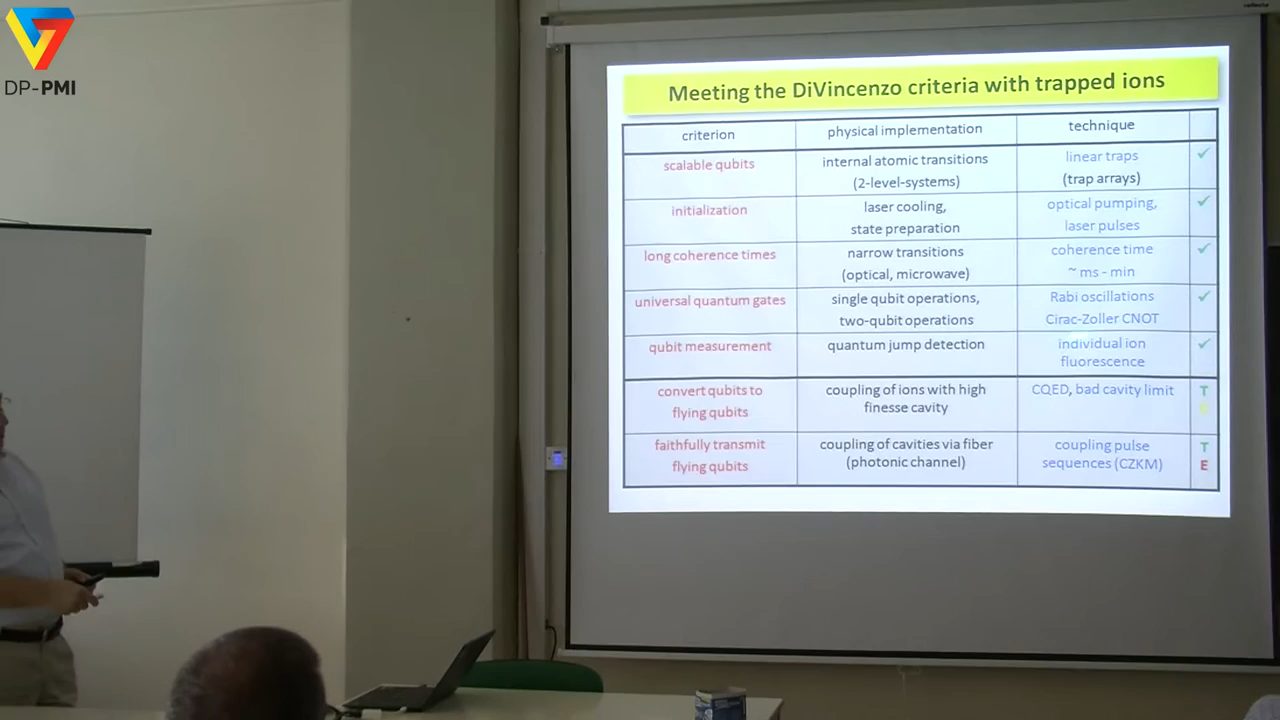 DP-PMI
Meeting the DiVincenzo criteria with trapped ions
criterion
physical implementation
technique
scalable qubits
internal atomic transitions
(2-level-systems)
linear traps
(trap arrays)
✓
initialization
laser cooling,
state preparation
optical pumping,
laser pulses
✓
long coherence times
narrow transitions
(optical, microwave)
coherence time
~ ms - min
✓
universal quantum gates
single qubit operations,
two-qubit operations
Rabi oscillations
Cirac-Zoller CNOT
✓
qubit measurement
quantum jump detection
individual ion
fluorescence
✓
convert qubits to
flying qubits
coupling of ions with high
finesse cavity
CQED, bad cavity limit
T
faithfully transmit
flying qubits
coupling of cavities via fiber
(photonic channel)
coupling pulse
sequences (CZKM)
T
E